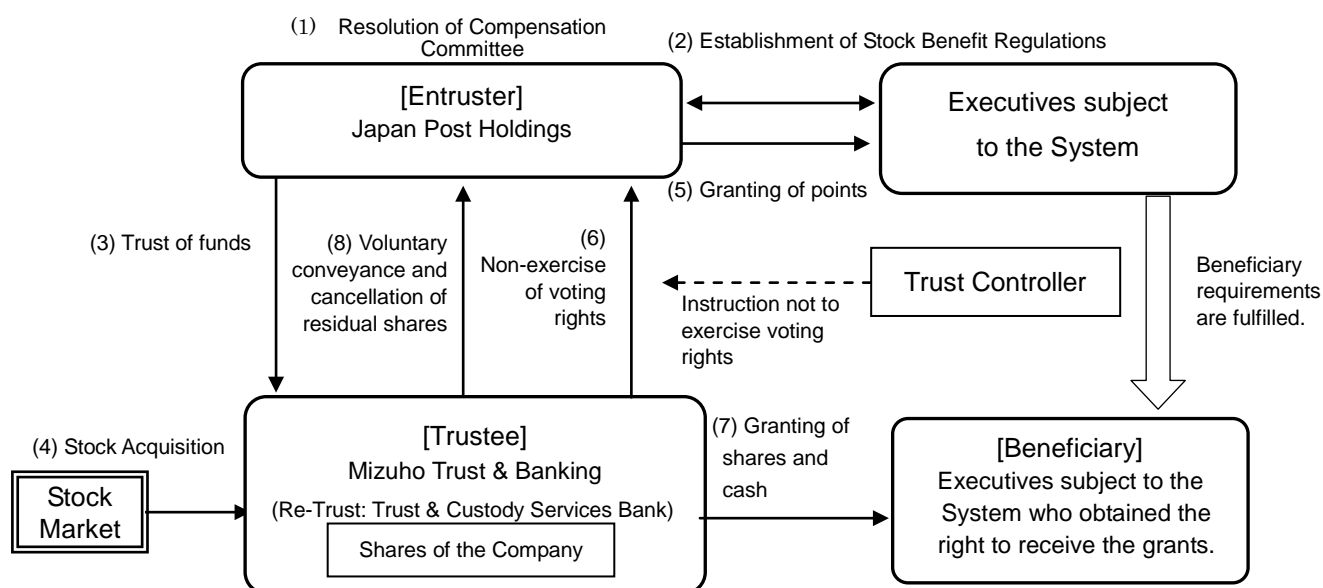 (1) Resolution of Compensation
Committee
(2) Establishment of Stock Benefit Regulations
[Entruster]
Japan Post Holdings
Executives subject
to the System
(5) Granting of points
(3) Trust of funds
(8) Voluntary
conveyance and
cancellation of
residual shares
(6)
Non-exercise
of voting
rights
Instruction not to
exercise voting
rights
Trust Controller
Beneficiary
requirements
are fulfilled.
(4) Stock Acquisition
Stock
Market
[Trustee]
Mizuho Trust & Banking
(Re-Trust: Trust & Custody Services Bank)
Shares of the Company
(7) Granting of
shares and
cash
[Beneficiary]
Executives subject to the
System who obtained the
right to receive the grants.